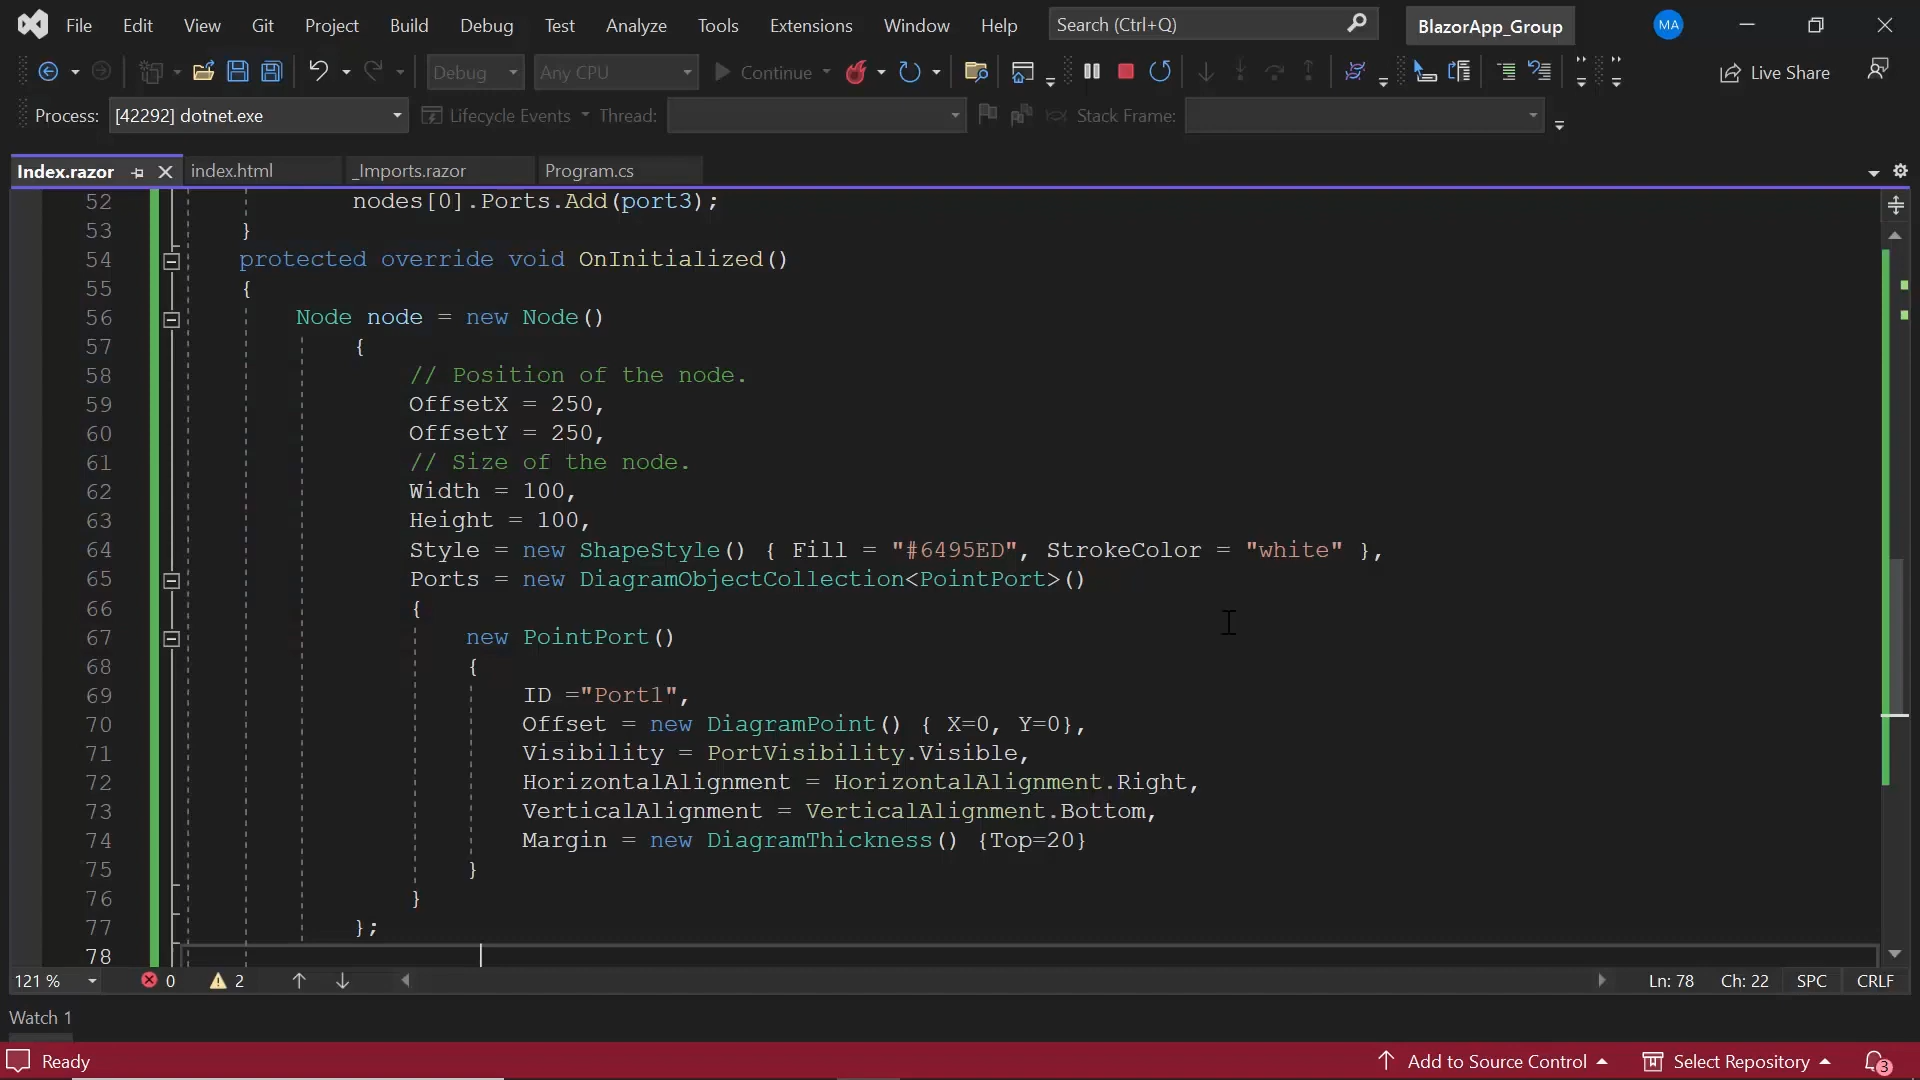 File Edit View Git Project Build Debug Test Analyze Tools Extensions Window Help Search (Ctrl+Q) BlazorApp_Group MA
Debug Any CPU Continue Live Share
Process: [42292] dotnet.exe Lifecycle Events Thread: Stack Frame:
Index.razor index.html _Imports.razor Program.cs
52 nodes[0].Ports.Add(port3);
53 }
54 protected override void OnInitialized()
55 {
56 Node node = new Node()
57 {
58 // Position of the node.
59 OffsetX = 250,
60 OffsetY = 250,
61 // Size of the node.
62 Width = 100,
63 Height = 100,
64 Style = new ShapeStyle() { Fill = "#6495ED", StrokeColor = "white" },
65 Ports = new DiagramObjectCollection<PointPort>()
66 {
67 new PointPort()
68 {
69 ID ="Port1",
70 Offset = new DiagramPoint() { X=0, Y=0},
71 Visibility = PortVisibility.Visible,
72 HorizontalAlignment = HorizontalAlignment.Right,
73 VerticalAlignment = VerticalAlignment.Bottom,
74 Margin = new DiagramThickness() {Top=20}
75 }
76 }
77 };
78
121 % 0 2 Ln: 78 Ch: 22 SPC CRLF
Watch 1
Ready Add to Source Control Select Repository 3